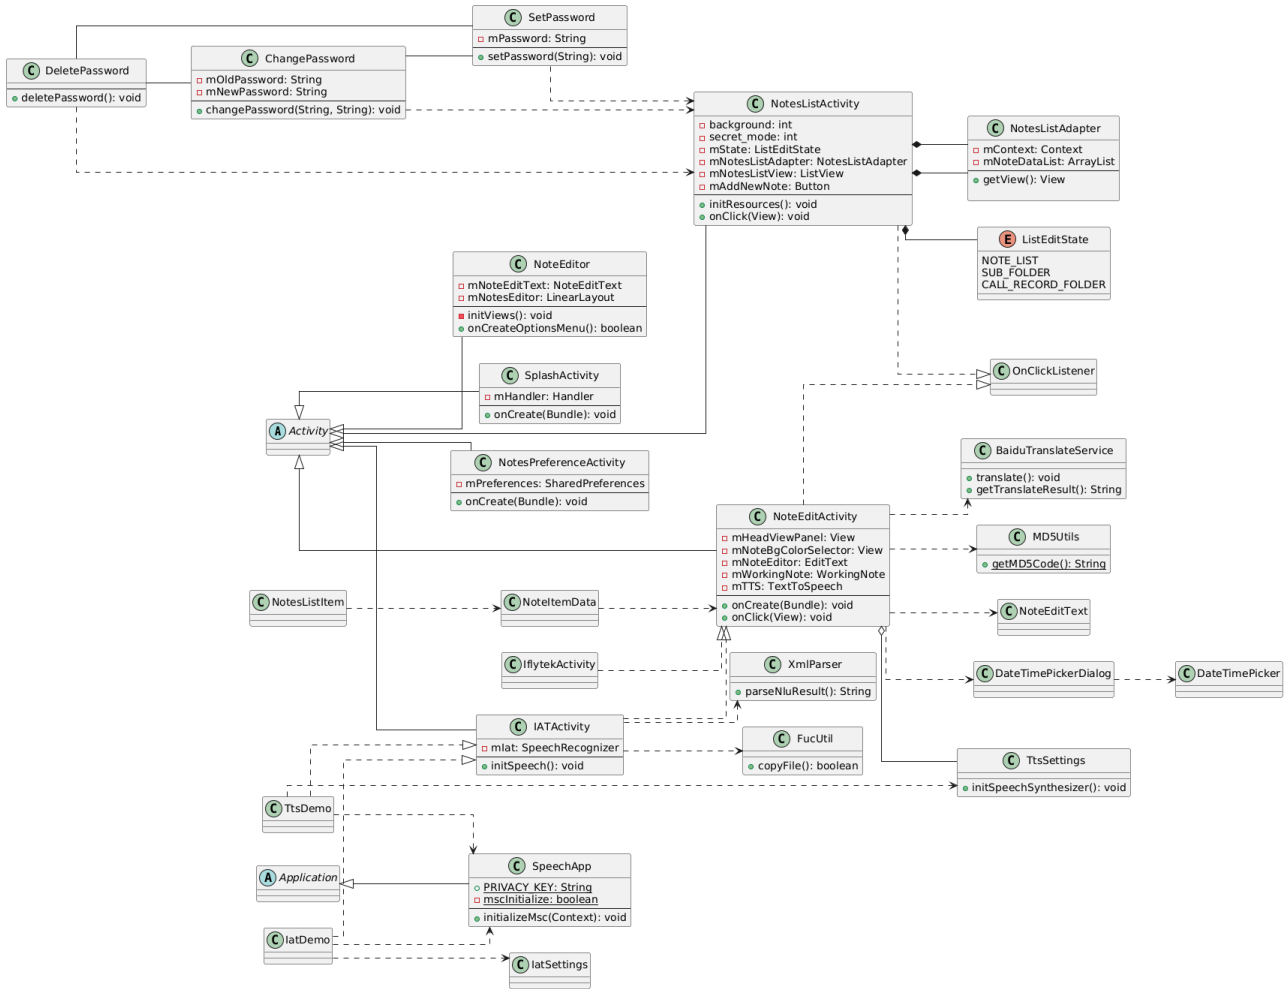 C SetPassword
mPassword: String
setPassword(String): void
C DeletePassword
deletePassword(): void
C ChangePassword
mOldPassword: String
mNewPassword: String
changePassword(String, String): void
C NotesListActivity
background: int
secret_mode: int
mState: ListEditState
mNotesListAdapter: NotesListAdapter
mNotesListView: ListView
mAddNewNote: Button
initResources(): void
onClick(View): void
C NotesListAdapter
mContext: Context
mNoteDataList: ArrayList
getView(): View
E ListEditState
NOTE_LIST
SUB_FOLDER
CALL_RECORD_FOLDER
C NoteEditor
mNoteEditText: NoteEditText
mNotesEditor: LinearLayout
initViews(): void
onCreateOptionsMenu(): boolean
C SplashActivity
mHandler: Handler
onCreate(Bundle): void
C OnClickListener
A Activity
C NotesPreferenceActivity
mPreferences: SharedPreferences
onCreate(Bundle): void
C BaiduTranslateService
translate(): void
getTranslateResult(): String
C NoteEditActivity
mHeadViewPanel: View
mNoteBgColorSelector: View
mNoteEditor: EditText
mWorkingNote: WorkingNote
mTTS: TextToSpeech
onCreate(Bundle): void
onClick(View): void
C MD5Utils
getMD5Code(): String
C NotesListItem
C NoteItemData
C NoteEditText
C IflytekActivity
C XmlParser
parseNluResult(): String
C DateTimePickerDialog
C DateTimePicker
C IATActivity
mIat: SpeechRecognizer
initSpeech(): void
C FucUtil
copyFile(): boolean
C TtsSettings
initSpeechSynthesizer(): void
C TtsDemo
C SpeechApp
PRIVACY_KEY: String
mscInitialize: boolean
initializeMsc(Context): void
A Application
C IatDemo
C IatSettings